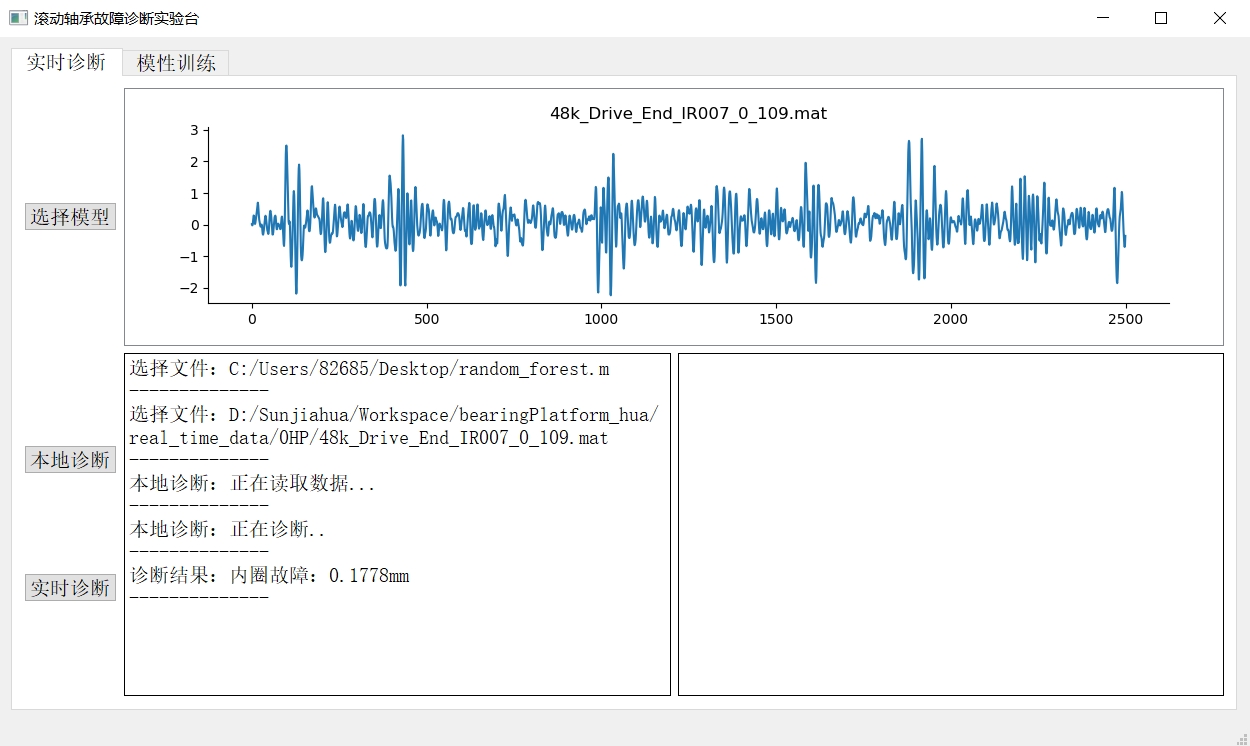 滚动轴承故障诊断实验台
实时诊断
模性训练
48k_Drive_End_IR007_0_109.mat
3
2
1
0
−1
−2
0
500
1000
1500
2000
2500
选择模型
本地诊断
实时诊断
选择文件: C:/Users/82685/Desktop/random_forest.m
--------------
选择文件: D:/Sunjiahua/Workspace/bearingPlatform_hua/
real_time_data/0HP/48k_Drive_End_IR007_0_109.mat
--------------
本地诊断: 正在读取数据...
--------------
本地诊断: 正在诊断..
--------------
诊断结果: 内圈故障: 0.1778mm
--------------